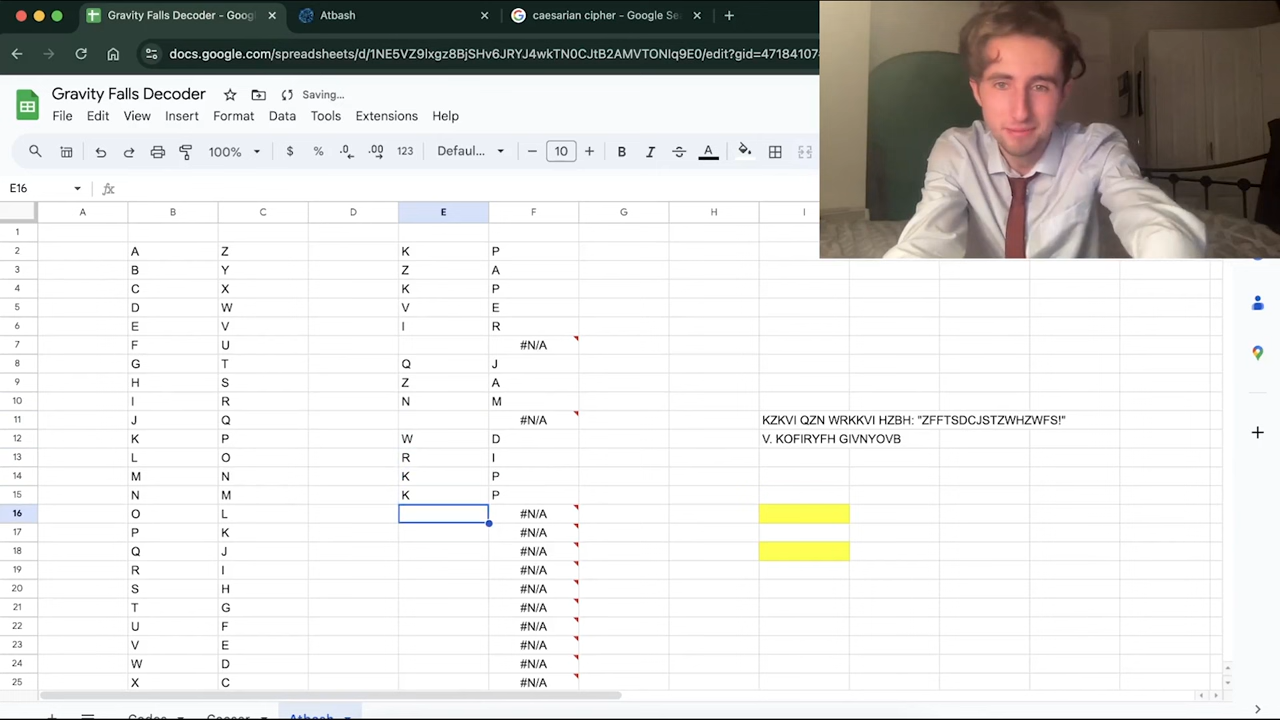 Gravity Falls Decoder - Goog
Atbash
caesarian cipher - Google Se
docs.google.com/spreadsheets/d/1NE5VZ9lxgz8BjSHv6JRYJ4wkTN0CJtB2AMVTONIq9E0/edit?gid=47184107
Gravity Falls Decoder
Saving...
File Edit View Insert Format Data Tools Extensions Help
100% $ % .0 .00 123 Defaul... − 10 + B I A
E16 fx
A B C D E F G H I
1
2 A Z K P
3 B Y Z A
4 C X K P
5 D W V E
6 E V I R
7 F U #N/A
8 G T Q J
9 H S Z A
10 I R N M
11 J Q #N/A KZKVI QZN WRKKVI HZBH: "ZFFTSDCJSTZWHZWFS!"
12 K P W D V. KOFIRYFH GIVNYOVB
13 L O R I
14 M N K P
15 N M K P
16 O L #N/A
17 P K #N/A
18 Q J #N/A
19 R I #N/A
20 S H #N/A
21 T G #N/A
22 U F #N/A
23 V E #N/A
24 W D #N/A
25 X C #N/A
Codes Caesar Atbash